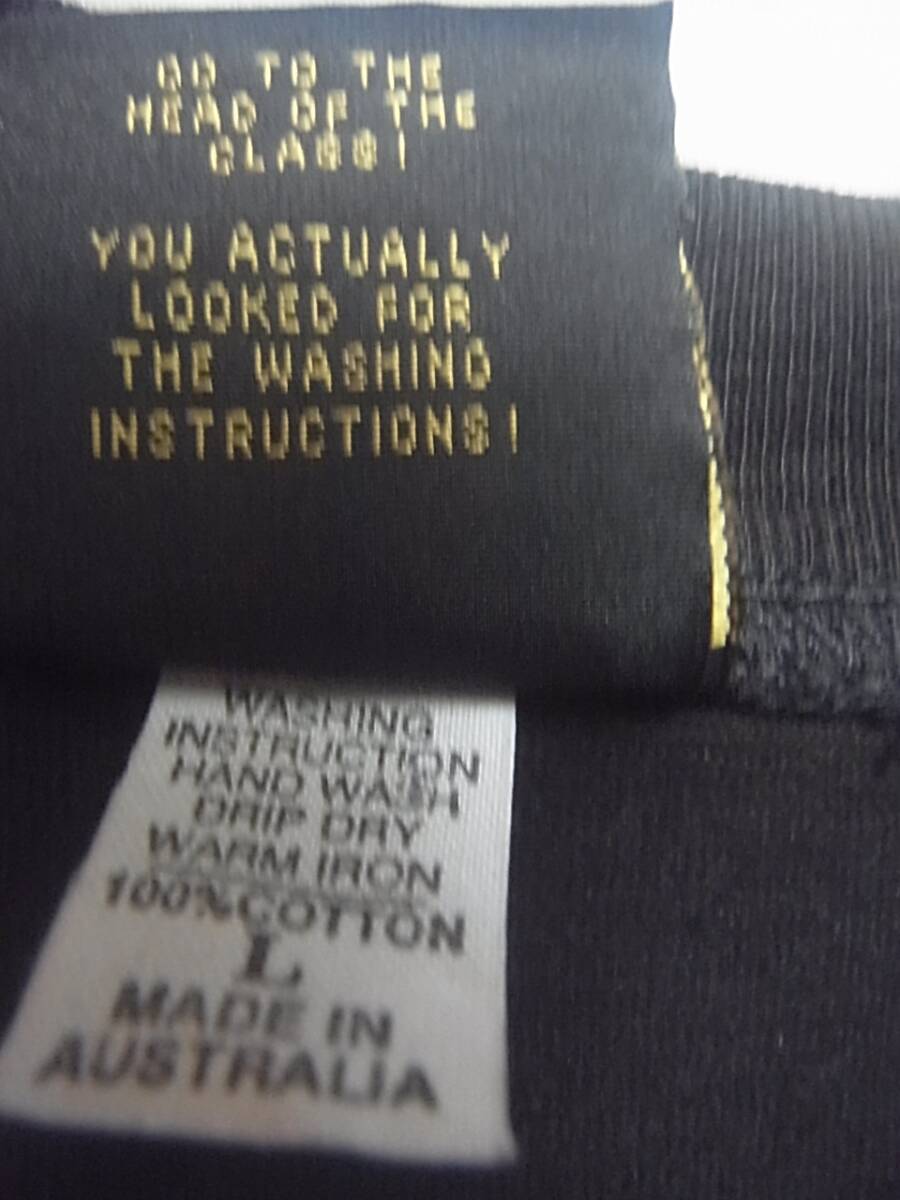 GO TO THE
HEAD OF THE
CLASS!
YOU ACTUALLY
LOOKED FOR
THE WASHING
INSTRUCTIONS!
WASHING
INSTRUCTION
HAND WASH
DRIP DRY
WARM IRON
100%COTTON
L
MADE IN
AUSTRALIA